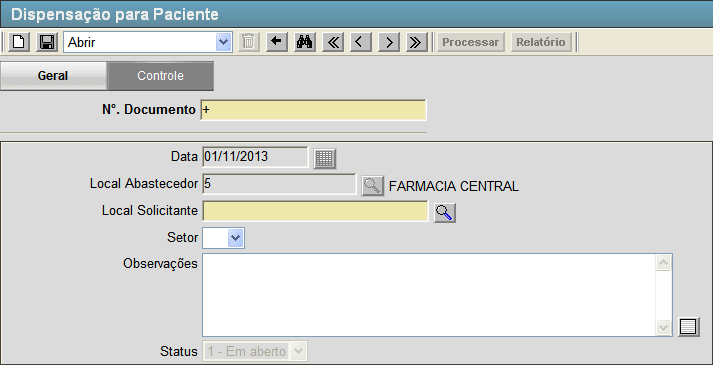 Dispensação para Paciente
Abrir Processar Relatório
Geral Controle
Nº. Documento +
Data 01/11/2013
Local Abastecedor 5 FARMACIA CENTRAL
Local Solicitante
Setor
Observações
Status 1 - Em aberto